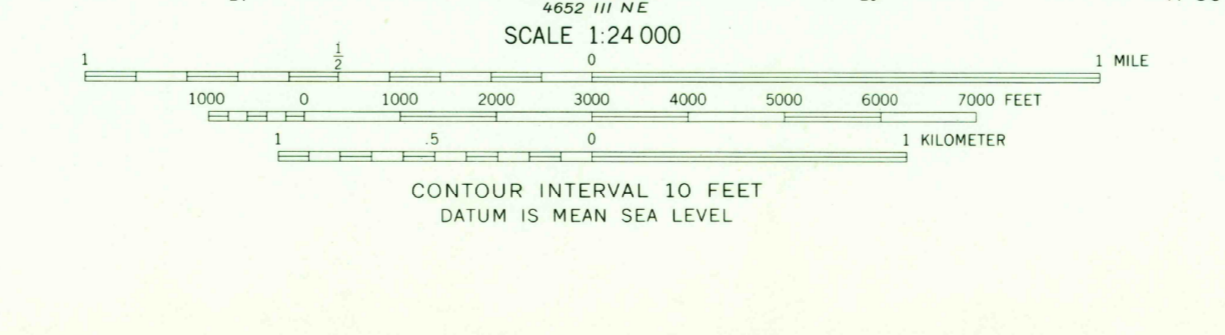 4652 III NE
SCALE 1:24 000
1 1/2 0 1 MILE
1000 0 1000 2000 3000 4000 5000 6000 7000 FEET
1 .5 0 1 KILOMETER
CONTOUR INTERVAL 10 FEET
DATUM IS MEAN SEA LEVEL